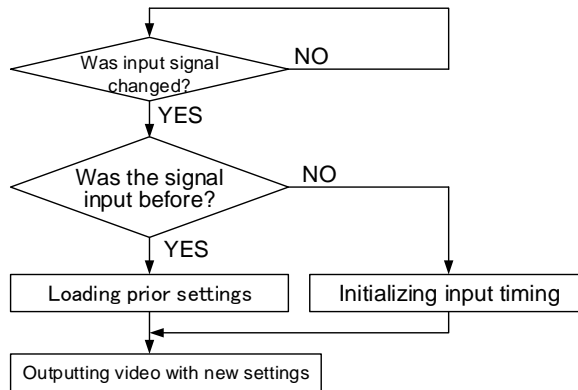 Was input signal
changed?
NO
YES
Was the signal
input before?
NO
YES
Loading prior settings
Initializing input timing
Outputting video with new settings